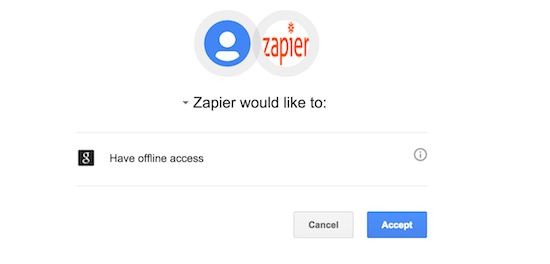 zapier
Zapier would like to:
g
Have offline access
Cancel
Accept